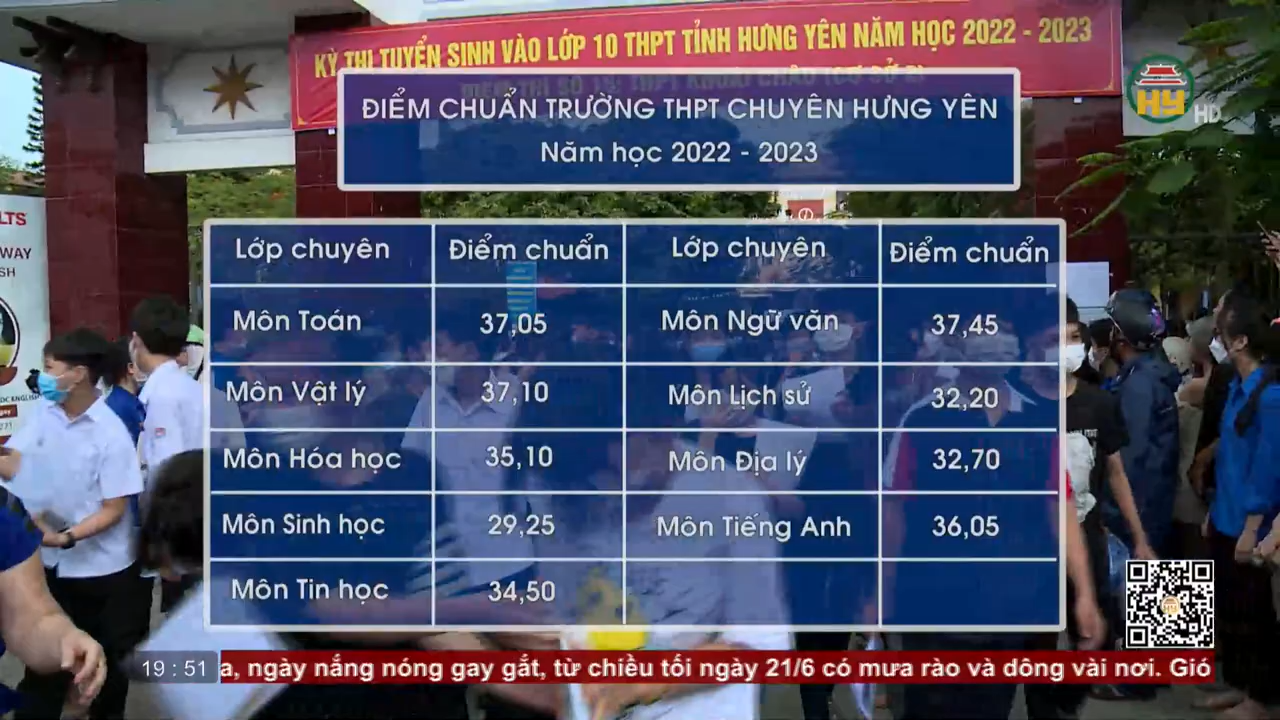 KỲ THI TUYỂN SINH VÀO LỚP 10 THPT TỈNH HƯNG YÊN NĂM HỌC 2022 - 2023
HY HD
ĐIỂM CHUẨN TRƯỜNG THPT CHUYÊN HƯNG YÊN
Năm học 2022 - 2023
LTS
WAY
SH
Lớp chuyên Điểm chuẩn Lớp chuyên Điểm chuẩn
Môn Toán 37,05 Môn Ngữ văn 37,45
Môn Vật lý 37,10 Môn Lịch sử 32,20
Môn Hóa học 35,10 Môn Địa lý 32,70
Môn Sinh học 29,25 Môn Tiếng Anh 36,05
Môn Tin học 34,50
19 : 51 a, ngày nắng nóng gay gắt, từ chiều tối ngày 21/6 có mưa rào và dông vài nơi. Gió